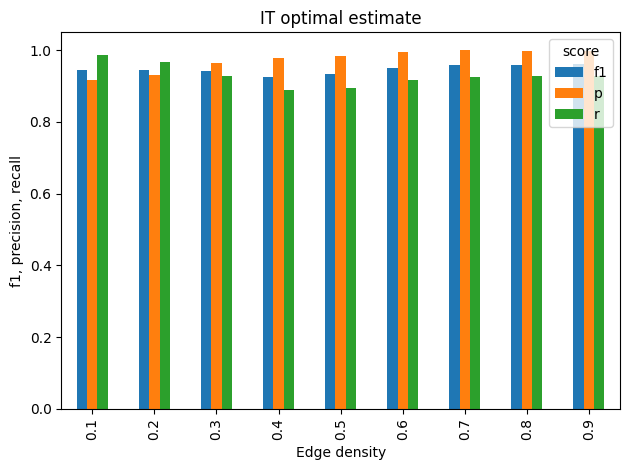 IT optimal estimate
score
f1
p
r
f1, precision, recall
1.0
0.8
0.6
0.4
0.2
0.0
0.1
0.2
0.3
0.4
0.5
0.6
0.7
0.8
0.9
Edge density